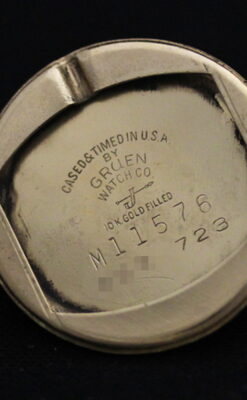 CASED & TIMED IN U.S.A.
BY
GRUEN
WATCH CO.
10K GOLD FILLED
M11576
723